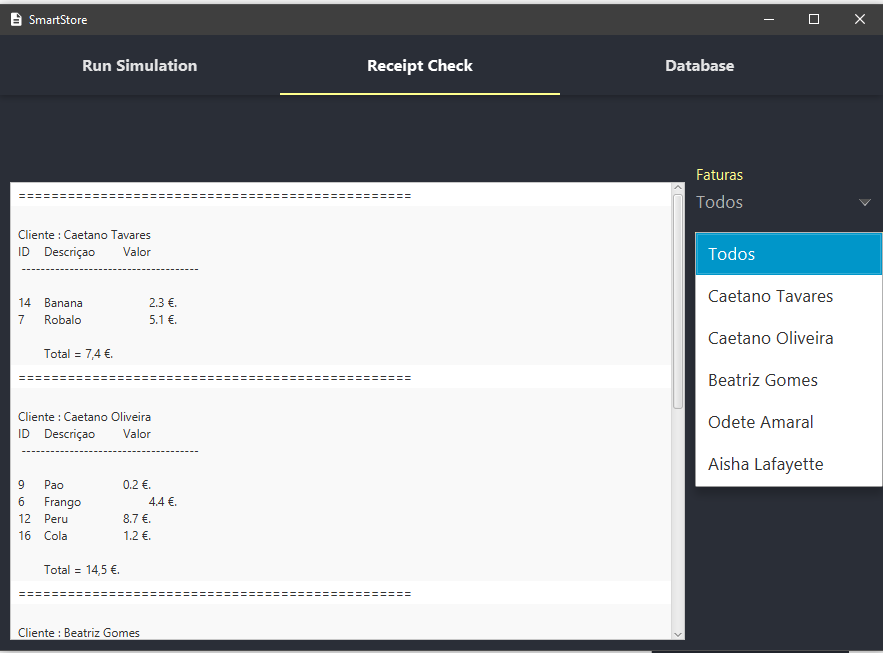 SmartStore
Run Simulation Receipt Check Database
Faturas
Todos
===============================================
Cliente : Caetano Tavares
ID Descriçao Valor
------------------------------------
14 Banana 2.3 €.
7 Robalo 5.1 €.
Total = 7,4 €.
===============================================
Cliente : Caetano Oliveira
ID Descriçao Valor
------------------------------------
9 Pao 0.2 €.
6 Frango 4.4 €.
12 Peru 8.7 €.
16 Cola 1.2 €.
Total = 14,5 €.
===============================================
Cliente : Beatriz Gomes
Todos
Caetano Tavares
Caetano Oliveira
Beatriz Gomes
Odete Amaral
Aisha Lafayette